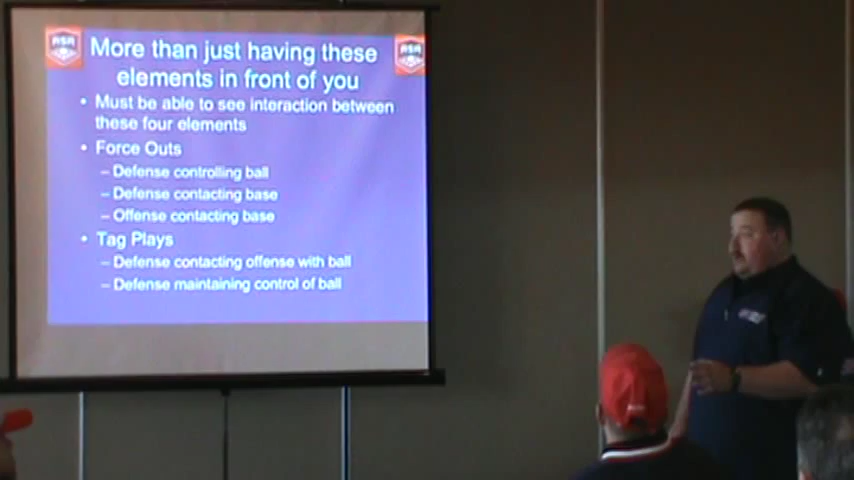 ASA
ASA
More than just having these
elements in front of you
• Must be able to see interaction between
these four elements
• Force Outs
– Defense controlling ball
– Defense contacting base
– Offense contacting base
• Tag Plays
– Defense contacting offense with ball
– Defense maintaining control of ball